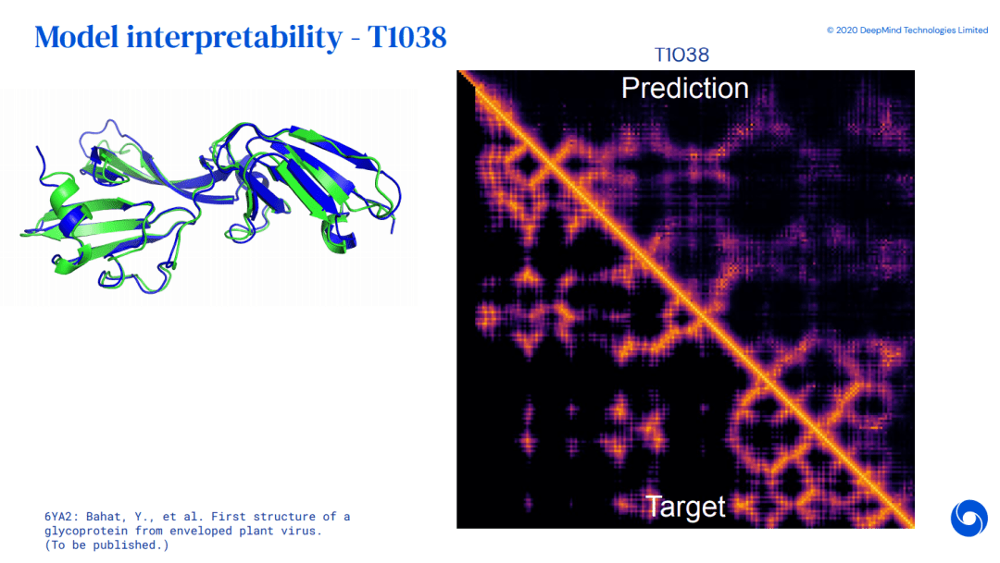 Model interpretability - T1038
© 2020 DeepMind Technologies Limited
T1038
Prediction
Target
6YA2: Bahat, Y., et al. First structure of a
glycoprotein from enveloped plant virus.
(To be published.)